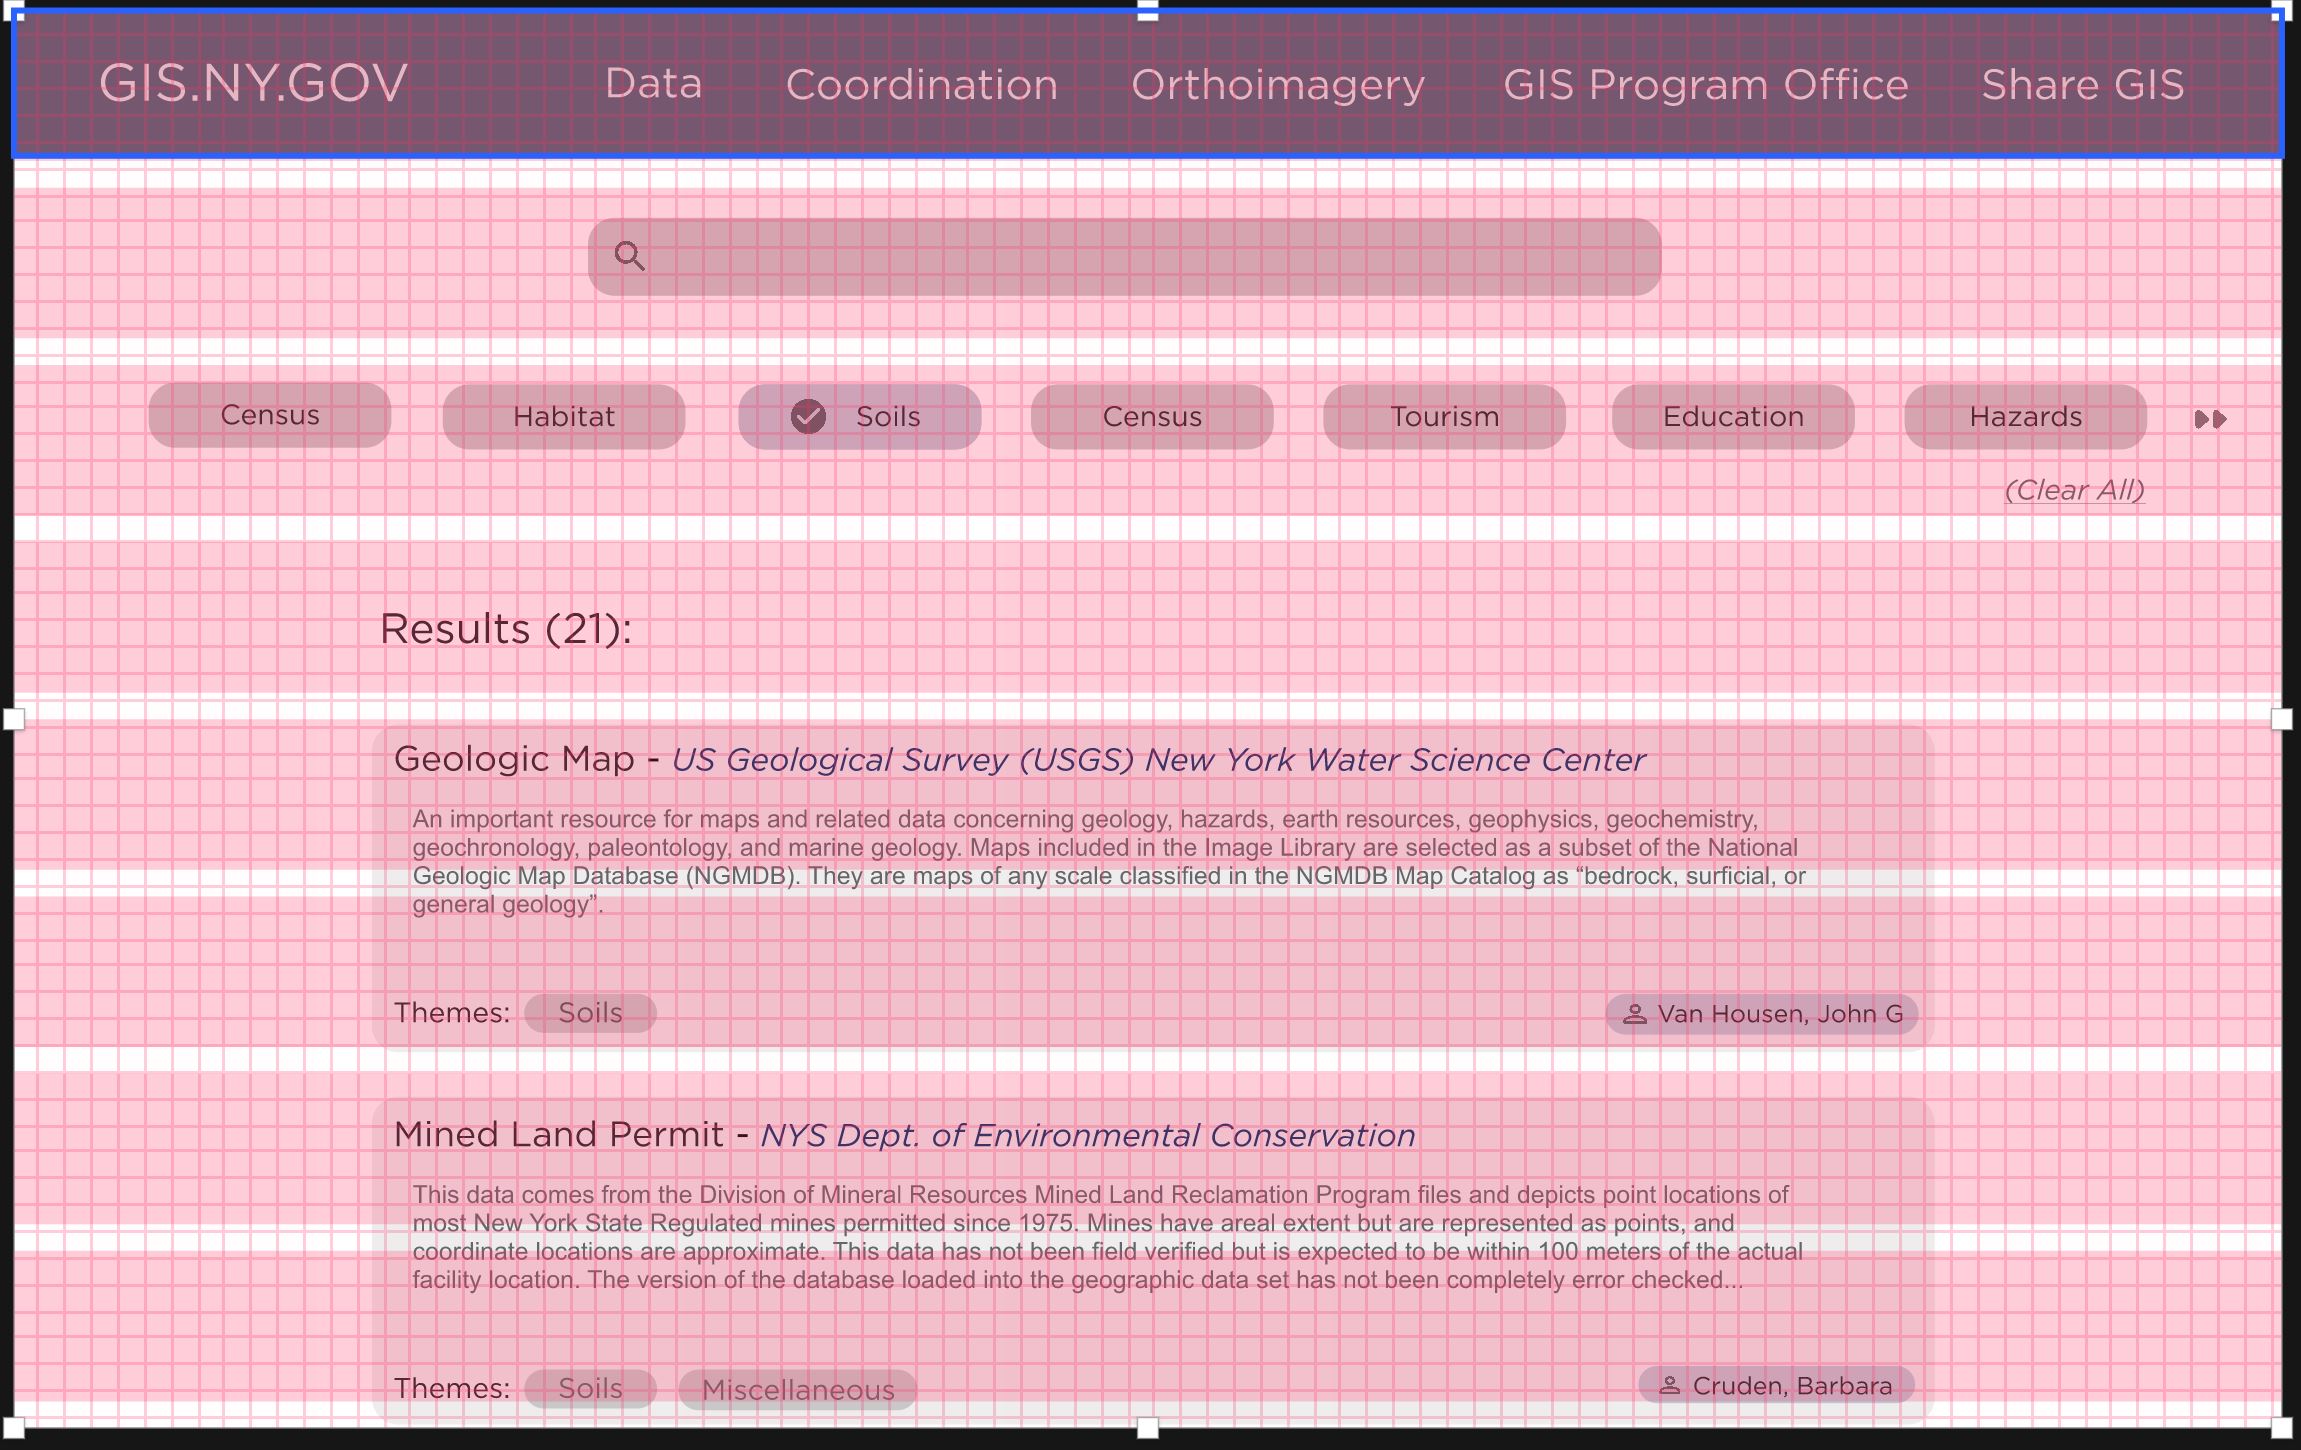 GIS.NY.GOV Data Coordination Orthoimagery GIS Program Office Share GIS
Census Habitat Soils Census Tourism Education Hazards
(Clear All)
Results (21):
Geologic Map - US Geological Survey (USGS) New York Water Science Center
An important resource for maps and related data concerning geology, hazards, earth resources, geophysics, geochemistry,
geochronology, paleontology, and marine geology. Maps included in the Image Library are selected as a subset of the National
Geologic Map Database (NGMDB). They are maps of any scale classified in the NGMDB Map Catalog as “bedrock, surficial, or
general geology”.
Themes: Soils Van Housen, John G
Mined Land Permit - NYS Dept. of Environmental Conservation
This data comes from the Division of Mineral Resources Mined Land Reclamation Program files and depicts point locations of
most New York State Regulated mines permitted since 1975. Mines have areal extent but are represented as points, and
coordinate locations are approximate. This data has not been field verified but is expected to be within 100 meters of the actual
facility location. The version of the database loaded into the geographic data set has not been completely error checked...
Themes: Soils Miscellaneous Cruden, Barbara